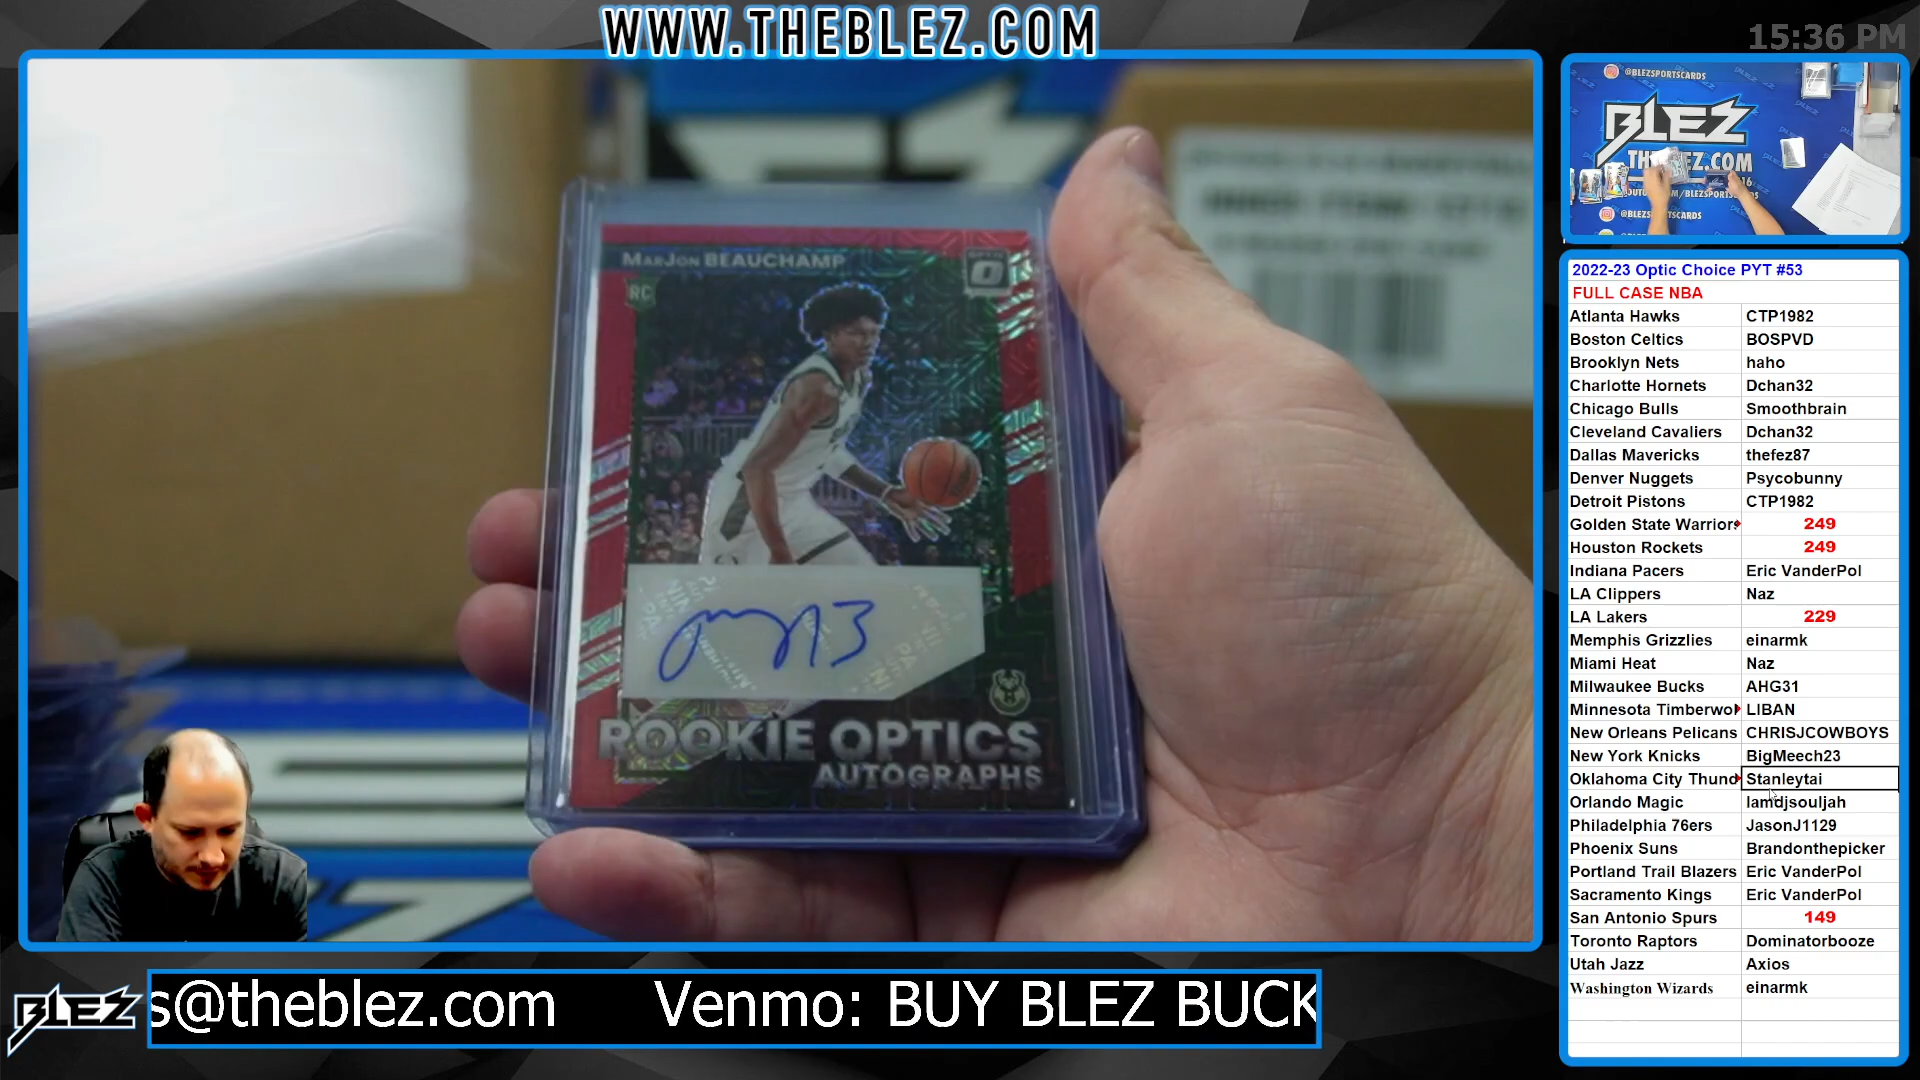 WWW.THEBLEZ.COM
15:36 PM
MarJon BEAUCHAMP
OPTIC
RC
13
ROOKIE OPTICS
AUTOGRAPHS
@BLEZSPORTSCARDS
BLEZ
THEBLEZ.COM
@BLEZSPORTSCARDS
2022-23 Optic Choice PYT #53
FULL CASE NBA
Atlanta Hawks CTP1982
Boston Celtics BOSPVD
Brooklyn Nets haho
Charlotte Hornets Dchan32
Chicago Bulls Smoothbrain
Cleveland Cavaliers Dchan32
Dallas Mavericks thefez87
Denver Nuggets Psycobunny
Detroit Pistons CTP1982
Golden State Warriors 249
Houston Rockets 249
Indiana Pacers Eric VanderPol
LA Clippers Naz
LA Lakers 229
Memphis Grizzlies einarmk
Miami Heat Naz
Milwaukee Bucks AHG31
Minnesota Timberwol LIBAN
New Orleans Pelicans CHRISJCOWBOYS
New York Knicks BigMeech23
Oklahoma City Thund Stanleytai
Orlando Magic Iamdjsouljah
Philadelphia 76ers JasonJ1129
Phoenix Suns Brandonthepicker
Portland Trail Blazers Eric VanderPol
Sacramento Kings Eric VanderPol
San Antonio Spurs 149
Toronto Raptors Dominatorbooze
Utah Jazz Axios
Washington Wizards einarmk
BLEZ s@theblez.com Venmo: BUY BLEZ BUCK